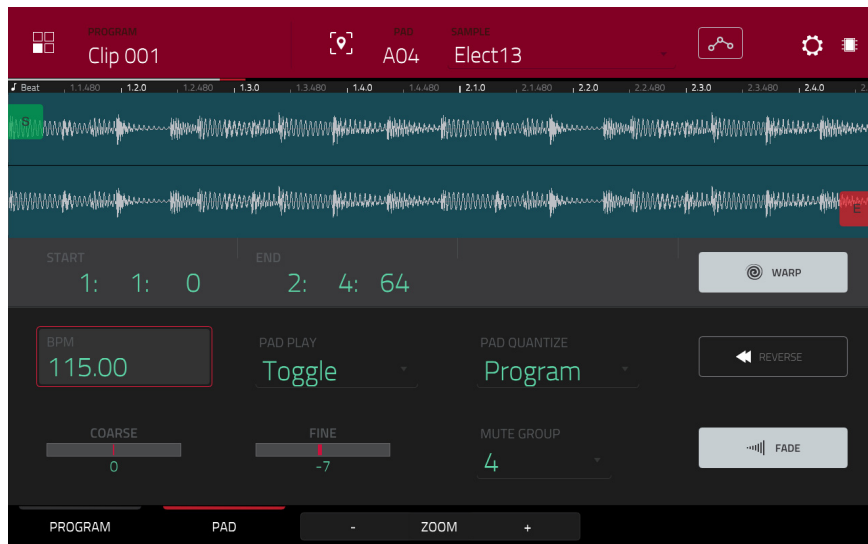 PROGRAM PAD SAMPLE
Clip 001 A04 Elect13
Beat 1.1.480 1.2.0 1.2.480 1.3.0 1.3.480 1.4.0 1.4.480 2.1.0 2.1.480 2.2.0 2.2.480 2.3.0 2.3.480 2.4.0 2.
S
E
START END
1: 1: 0 2: 4: 64
WARP
BPM PAD PLAY PAD QUANTIZE
115.00 Toggle Program
REVERSE
COARSE FINE MUTE GROUP
0 -7 4
FADE
PROGRAM PAD - ZOOM +